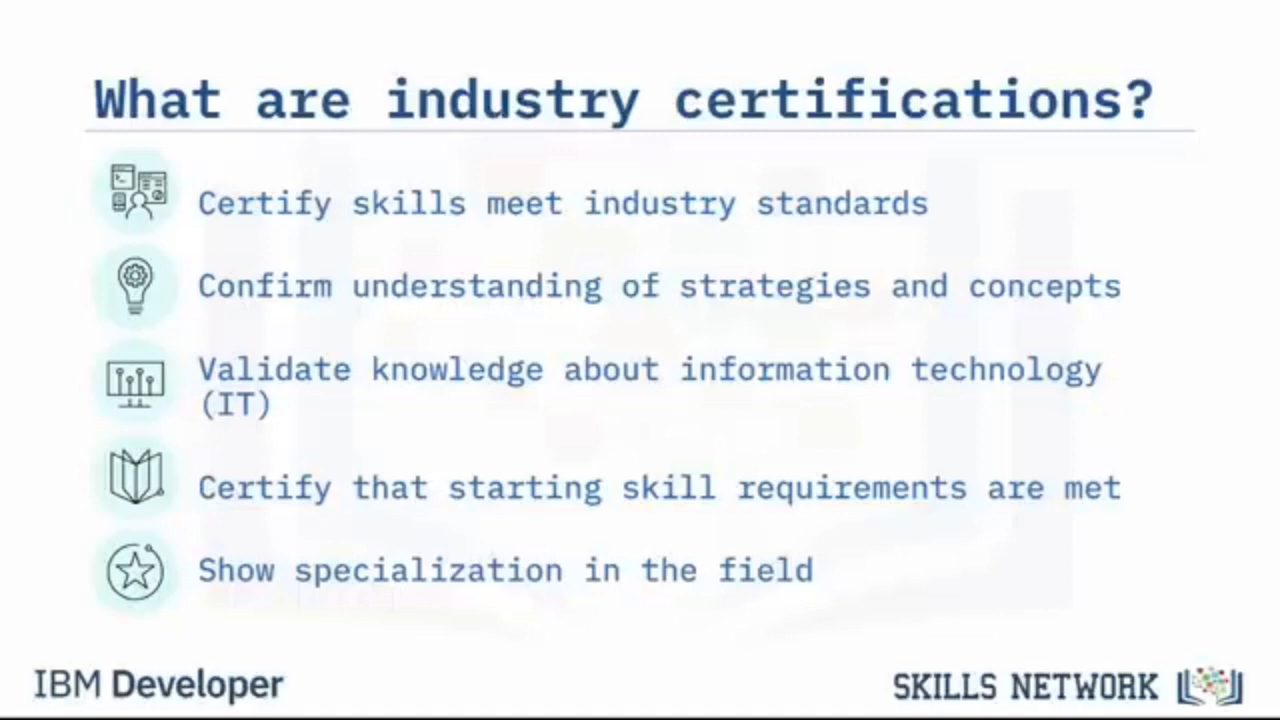 What are industry certifications?
Certify skills meet industry standards
Confirm understanding of strategies and concepts
Validate knowledge about information technology
(IT)
Certify that starting skill requirements are met
Show specialization in the field
IBM Developer
SKILLS NETWORK